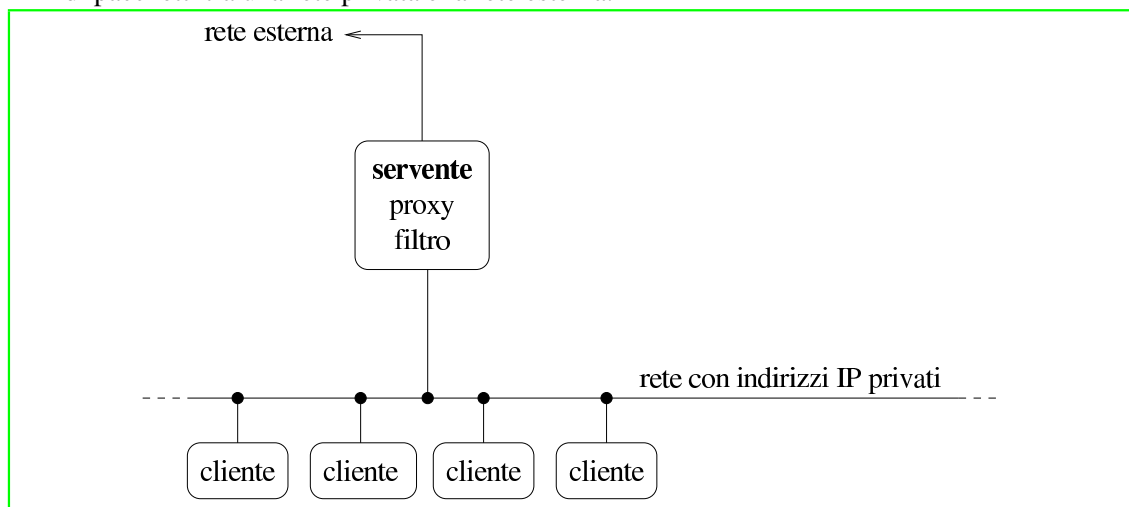 rete esterna
servente
proxy
filtro
rete con indirizzi IP privati
cliente
cliente
cliente
cliente